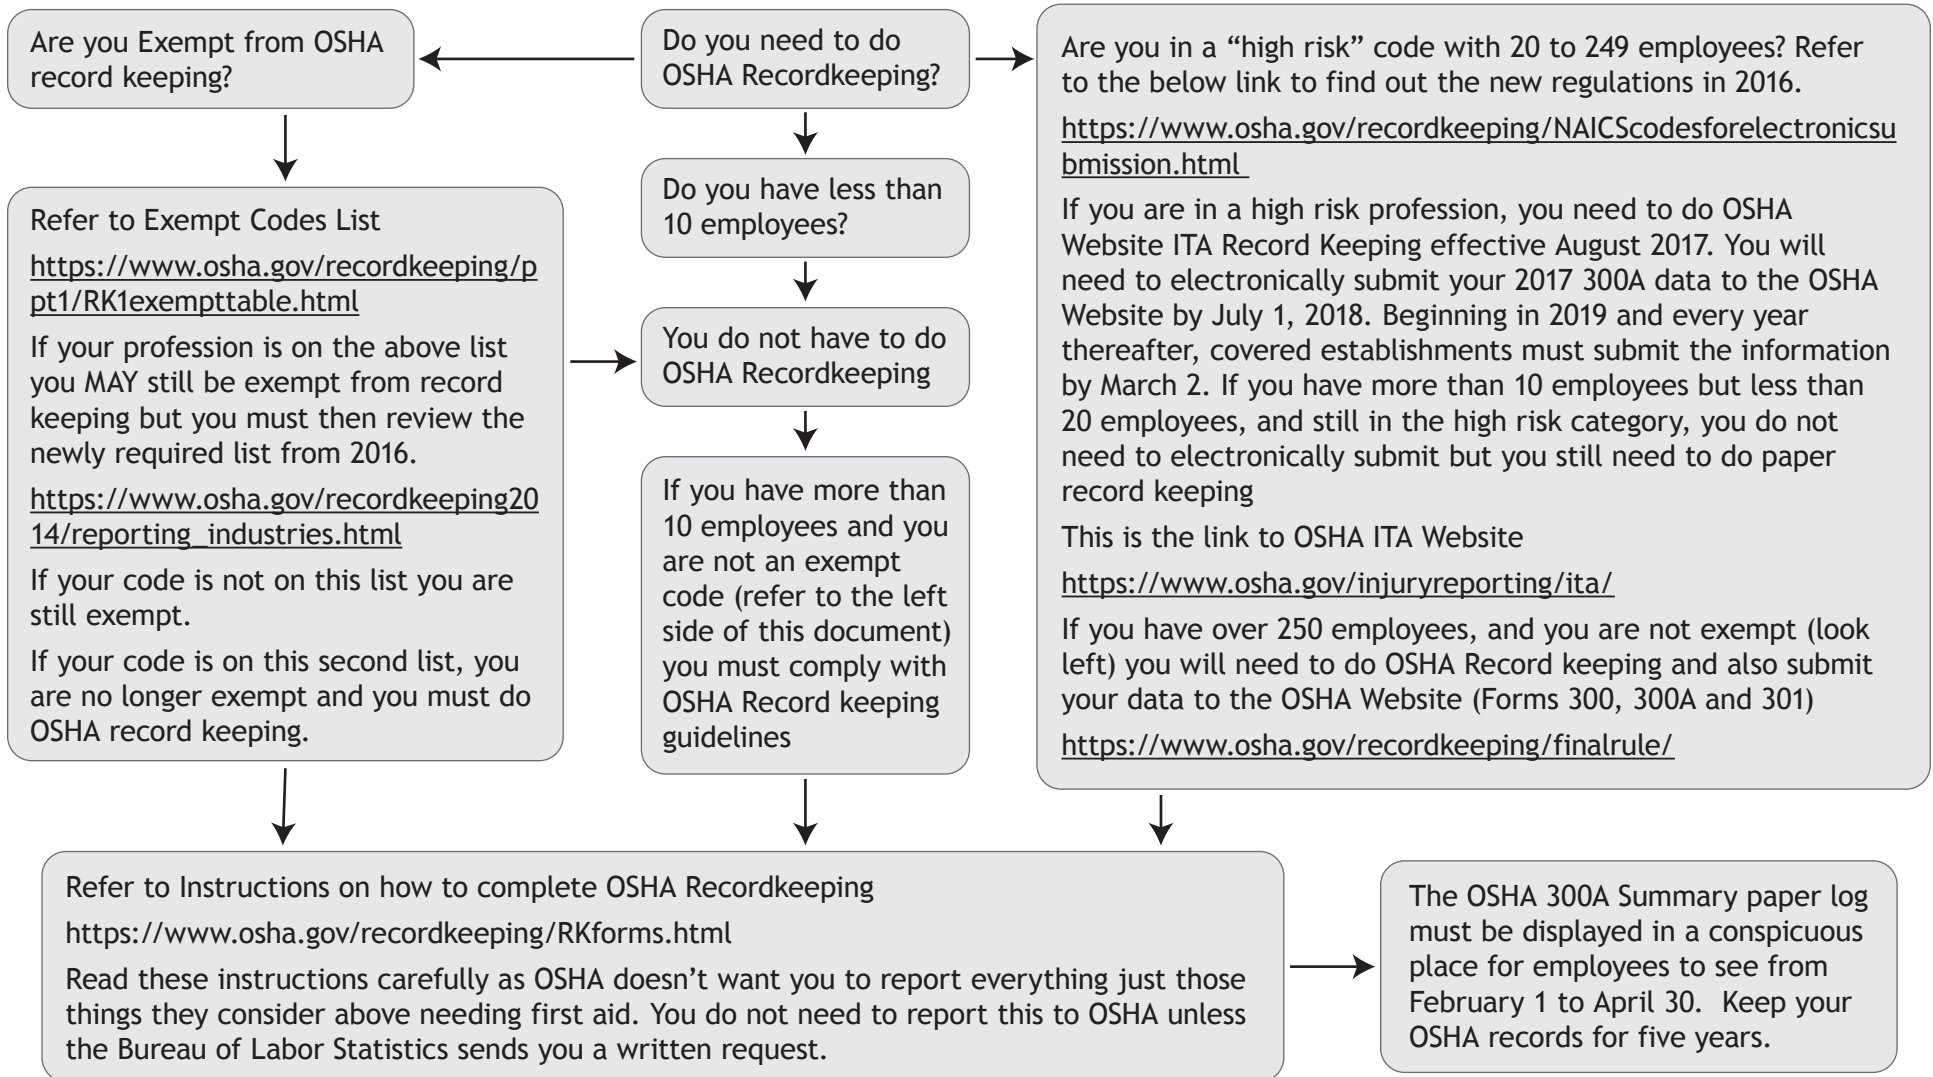 Are you Exempt from OSHA
record keeping?
Do you need to do
OSHA Recordkeeping?
Are you in a “high risk” code with 20 to 249 employees? Refer
to the below link to find out the new regulations in 2016.
https://www.osha.gov/recordkeeping/NAICScodesforelectronicsu
bmission.html
If you are in a high risk profession, you need to do OSHA
Website ITA Record Keeping effective August 2017. You will
need to electronically submit your 2017 300A data to the OSHA
Website by July 1, 2018. Beginning in 2019 and every year
thereafter, covered establishments must submit the information
by March 2. If you have more than 10 employees but less than
20 employees, and still in the high risk category, you do not
need to electronically submit but you still need to do paper
record keeping
This is the link to OSHA ITA Website
https://www.osha.gov/injuryreporting/ita/
If you have over 250 employees, and you are not exempt (look
left) you will need to do OSHA Record keeping and also submit
your data to the OSHA Website (Forms 300, 300A and 301)
https://www.osha.gov/recordkeeping/finalrule/
Do you have less than
10 employees?
Refer to Exempt Codes List
https://www.osha.gov/recordkeeping/p
pt1/RK1exempttable.html
If your profession is on the above list
you MAY still be exempt from record
keeping but you must then review the
newly required list from 2016.
https://www.osha.gov/recordkeeping20
14/reporting_industries.html
If your code is not on this list you are
still exempt.
If your code is on this second list, you
are no longer exempt and you must do
OSHA record keeping.
You do not have to do
OSHA Recordkeeping
If you have more than
10 employees and you
are not an exempt
code (refer to the left
side of this document)
you must comply with
OSHA Record keeping
guidelines
Refer to Instructions on how to complete OSHA Recordkeeping
https://www.osha.gov/recordkeeping/RKforms.html
Read these instructions carefully as OSHA doesn’t want you to report everything just those
things they consider above needing first aid. You do not need to report this to OSHA unless
the Bureau of Labor Statistics sends you a written request.
The OSHA 300A Summary paper log
must be displayed in a conspicuous
place for employees to see from
February 1 to April 30. Keep your
OSHA records for five years.